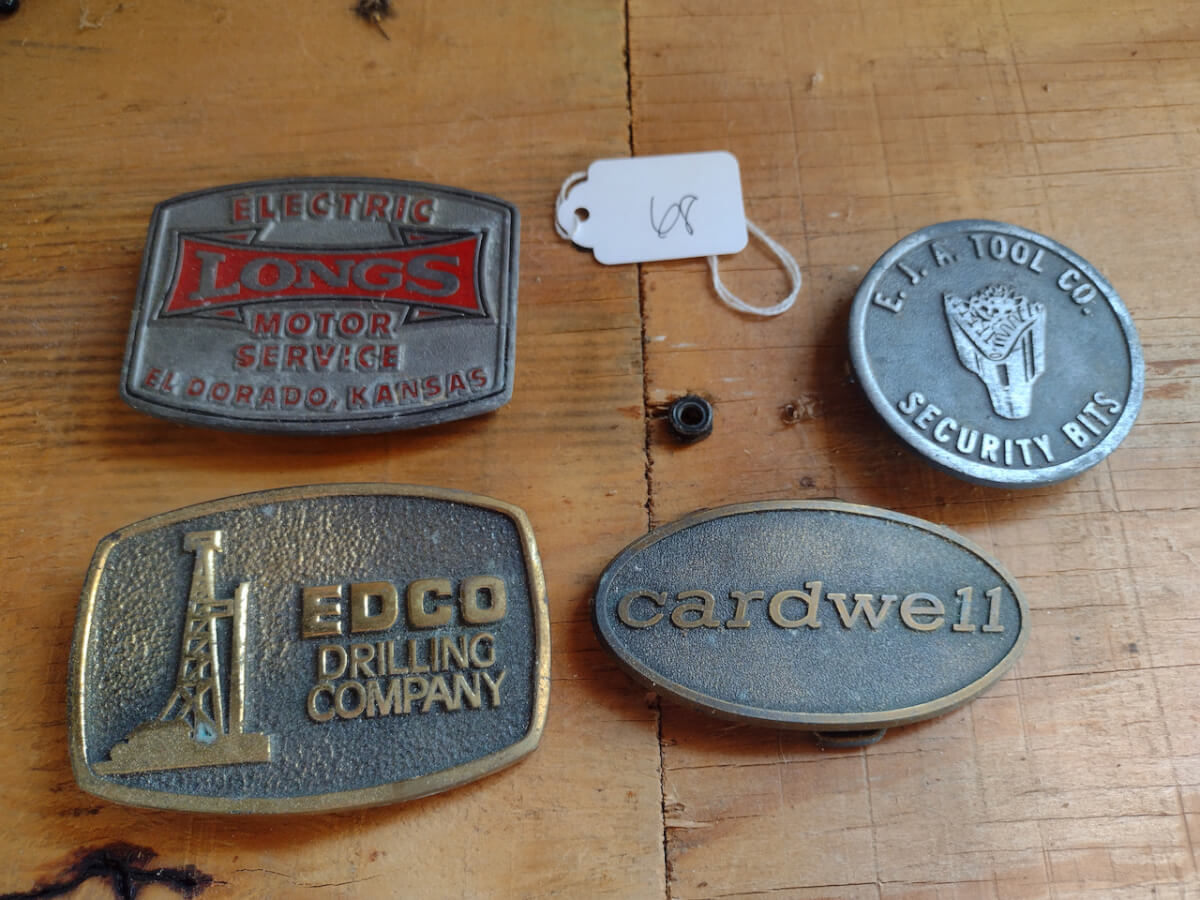 ELECTRIC
LONGS
MOTOR
SERVICE
EL DORADO, KANSAS
68
E. J. A. TOOL CO.
SECURITY BITS
EDCO
DRILLING
COMPANY
cardwell